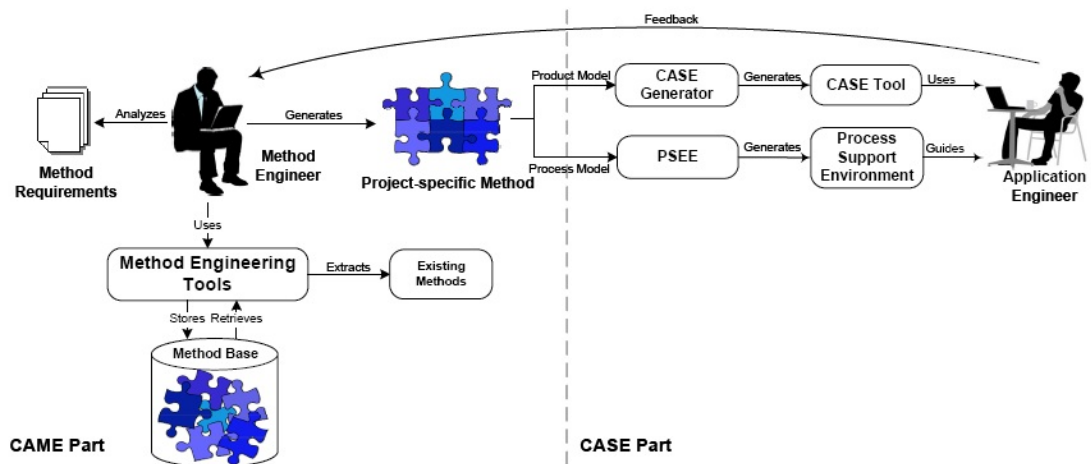 Feedback
Product Model
CASE
Generator
Generates
CASE Tool
Uses
Analyzes
Generates
Method
Requirements
Method
Engineer
Project-specific Method
Process Model
PSEE
Generates
Process
Support
Environment
Guides
Application
Engineer
Uses
Method Engineering
Tools
Extracts
Existing
Methods
Stores
Retrieves
Method Base
CAME Part
CASE Part